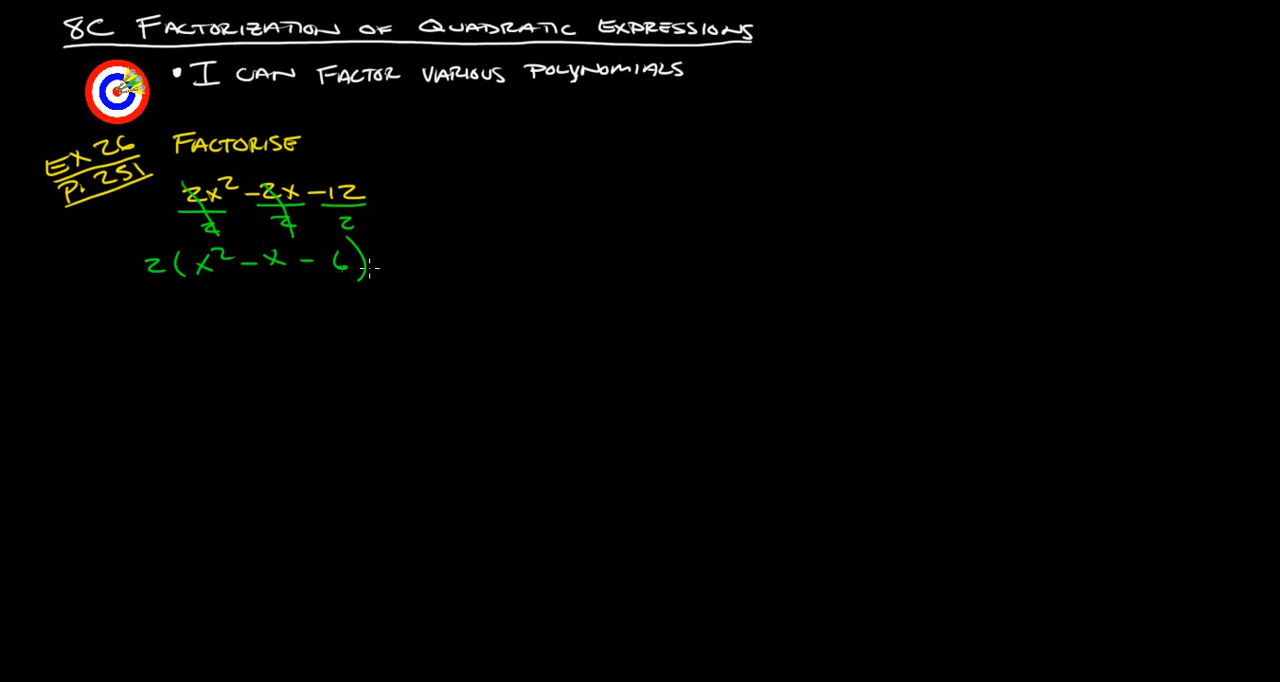 8C FACTORIZATION OF QUADRATIC EXPRESSIONS
• I CAN FACTOR VARIOUS POLYNOMIALS
EX 26
P. 251
FACTORISE
2x² -2x -12
2 2 2
2(x² - x - 6)